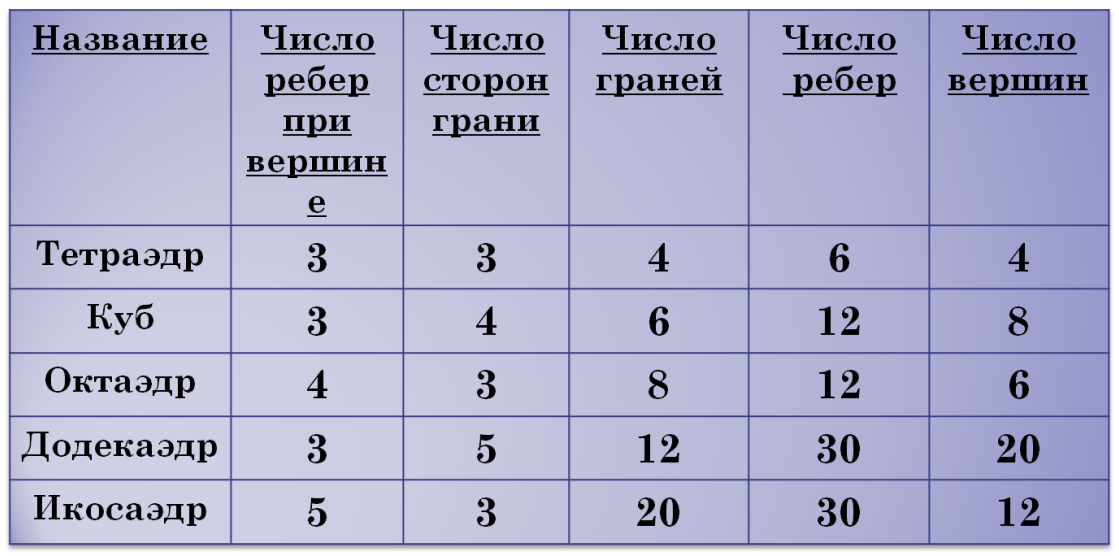 Название Число ребер при вершин е Число сторон грани Число граней Число ребер Число вершин
Тетраэдр 3 3 4 6 4
Куб 3 4 6 12 8
Октаэдр 4 3 8 12 6
Додекаэдр 3 5 12 30 20
Икосаэдр 5 3 20 30 12